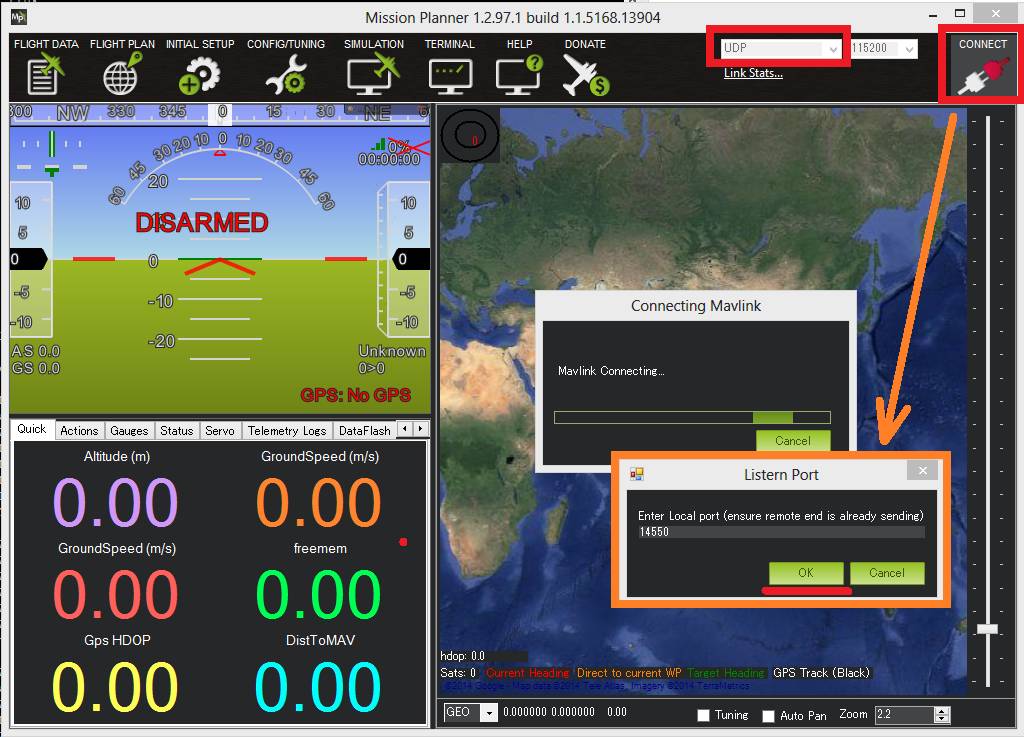 Mp
Mission Planner 1.2.97.1 build 1.1.5168.13904
FLIGHT DATA FLIGHT PLAN INITIAL SETUP CONFIG/TUNING SIMULATION TERMINAL HELP DONATE
UDP 115200 CONNECT
Link Stats...
NW 330 345 0 15 30 NE
0%
00:00:00
60 45 30 20 10 0 10 20 30 45 60
20
DISARMED
10 10
5 5
0 0 0
-5 -5
-10 -10 -10
-20
AS 0.0 Unknown
GS 0.0 0>0
GPS: No GPS
Quick Actions Gauges Status Servo Telemetry Logs DataFlash
Altitude (m) GroundSpeed (m/s)
0.00 0.00
GroundSpeed (m/s) freemem
0.00 0.00
Gps HDOP DistToMAV
0.00 0.00
0
Connecting Mavlink
Mavlink Connecting...
Cancel
Listern Port
Enter Local port (ensure remote end is already sending)
14550
OK Cancel
hdop: 0.0
Sats: 0 Current Heading Direct to current WP Target Heading GPS Track (Black)
©2014 Google - Map data ©2014 Tele Atlas, Imagery ©2014 TerraMetrics
GEO 0.000000 0.000000 0.00 Tuning Auto Pan Zoom 2.2